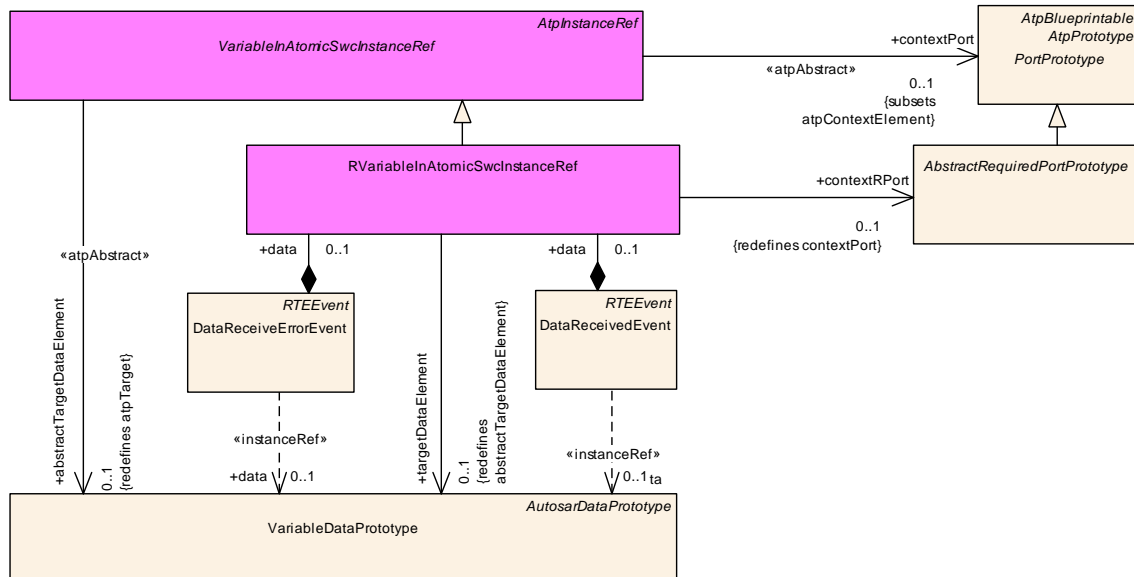 AtpInstanceRef
VariableInAtomicSwcInstanceRef
AtpBlueprintable
AtpPrototype
PortPrototype
+contextPort
«atpAbstract»
0..1
{subsets
atpContextElement}
RVariableInAtomicSwcInstanceRef
AbstractRequiredPortPrototype
+contextRPort
0..1
{redefines contextPort}
«atpAbstract»
+data
0..1
+data
0..1
RTEEvent
DataReceiveErrorEvent
RTEEvent
DataReceivedEvent
+abstractTargetDataElement
0..1
{redefines atpTarget}
+targetDataElement
0..1
{redefines
abstractTargetDataElement}
«instanceRef»
+data
0..1
«instanceRef»
0..1
ta
AutosarDataPrototype
VariableDataPrototype